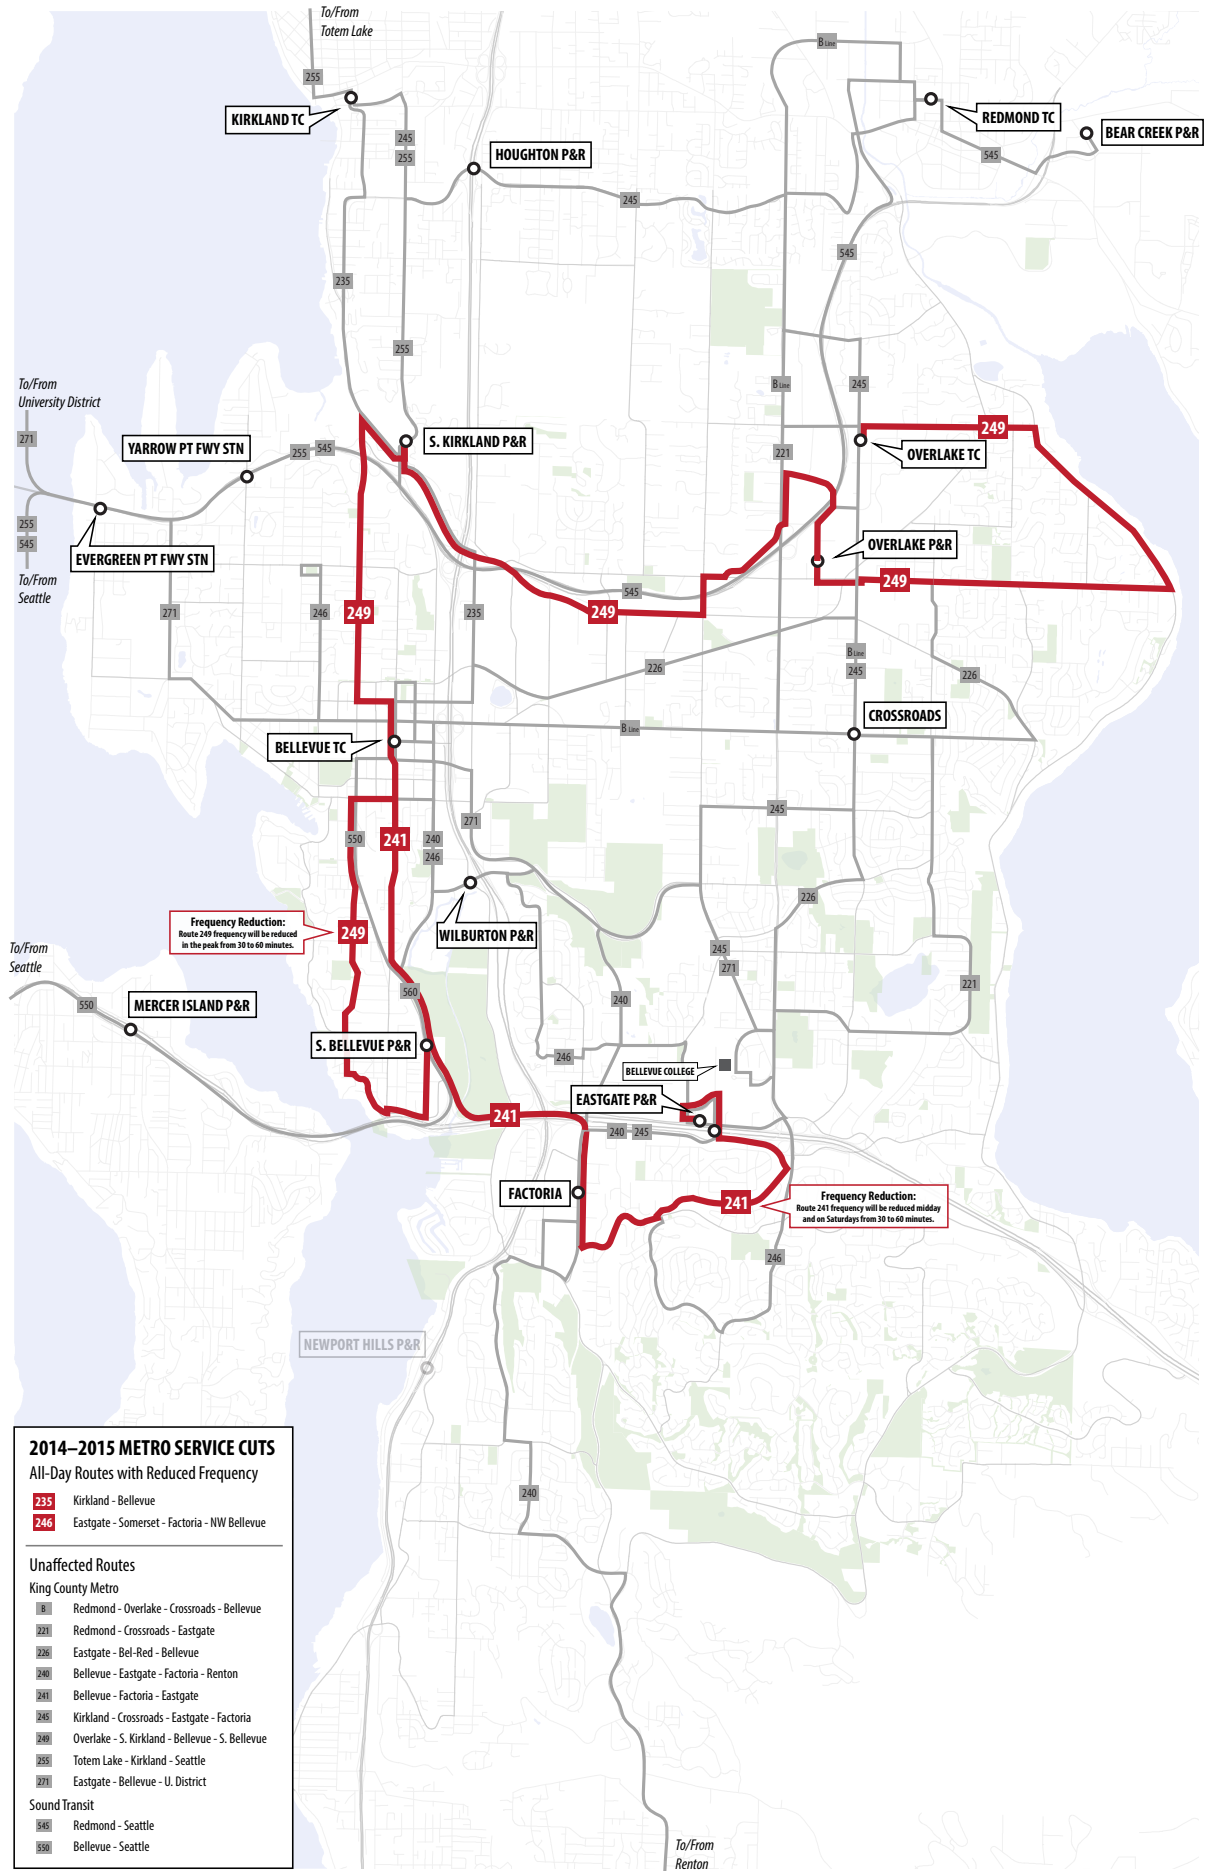 To/From
Totem Lake
B Line
255
KIRKLAND TC
REDMOND TC
BEAR CREEK P&R
245
255
HOUGHTON P&R
545
245
545
235
255
To/From
University District
B Line
245
271
YARROW PT FWY STN
S. KIRKLAND P&R
249
255
545
221
OVERLAKE TC
255
545
EVERGREEN PT FWY STN
OVERLAKE P&R
To/From
Seattle
249
545
271
246
249
249
235
B Line
245
226
226
CROSSROADS
B Line
BELLEVUE TC
245
271
550
241
240
246
226
Frequency Reduction:
Route 249 frequency will be reduced
in the peak from 30 to 60 minutes.
249
WILBURTON P&R
To/From
Seattle
245
271
221
560
240
550
MERCER ISLAND P&R
S. BELLEVUE P&R
246
BELLEVUE COLLEGE
EASTGATE P&R
241
240
245
FACTORIA
241
Frequency Reduction:
Route 241 frequency will be reduced midday
and on Saturdays from 30 to 60 minutes.
246
NEWPORT HILLS P&R
240
2014–2015 METRO SERVICE CUTS
All-Day Routes with Reduced Frequency
235 Kirkland - Bellevue
246 Eastgate - Somerset - Factoria - NW Bellevue
Unaffected Routes
King County Metro
B Redmond - Overlake - Crossroads - Bellevue
221 Redmond - Crossroads - Eastgate
226 Eastgate - Bel-Red - Bellevue
240 Bellevue - Eastgate - Factoria - Renton
241 Bellevue - Factoria - Eastgate
245 Kirkland - Crossroads - Eastgate - Factoria
249 Overlake - S. Kirkland - Bellevue - S. Bellevue
255 Totem Lake - Kirkland - Seattle
271 Eastgate - Bellevue - U. District
Sound Transit
545 Redmond - Seattle
550 Bellevue - Seattle
To/From
Renton